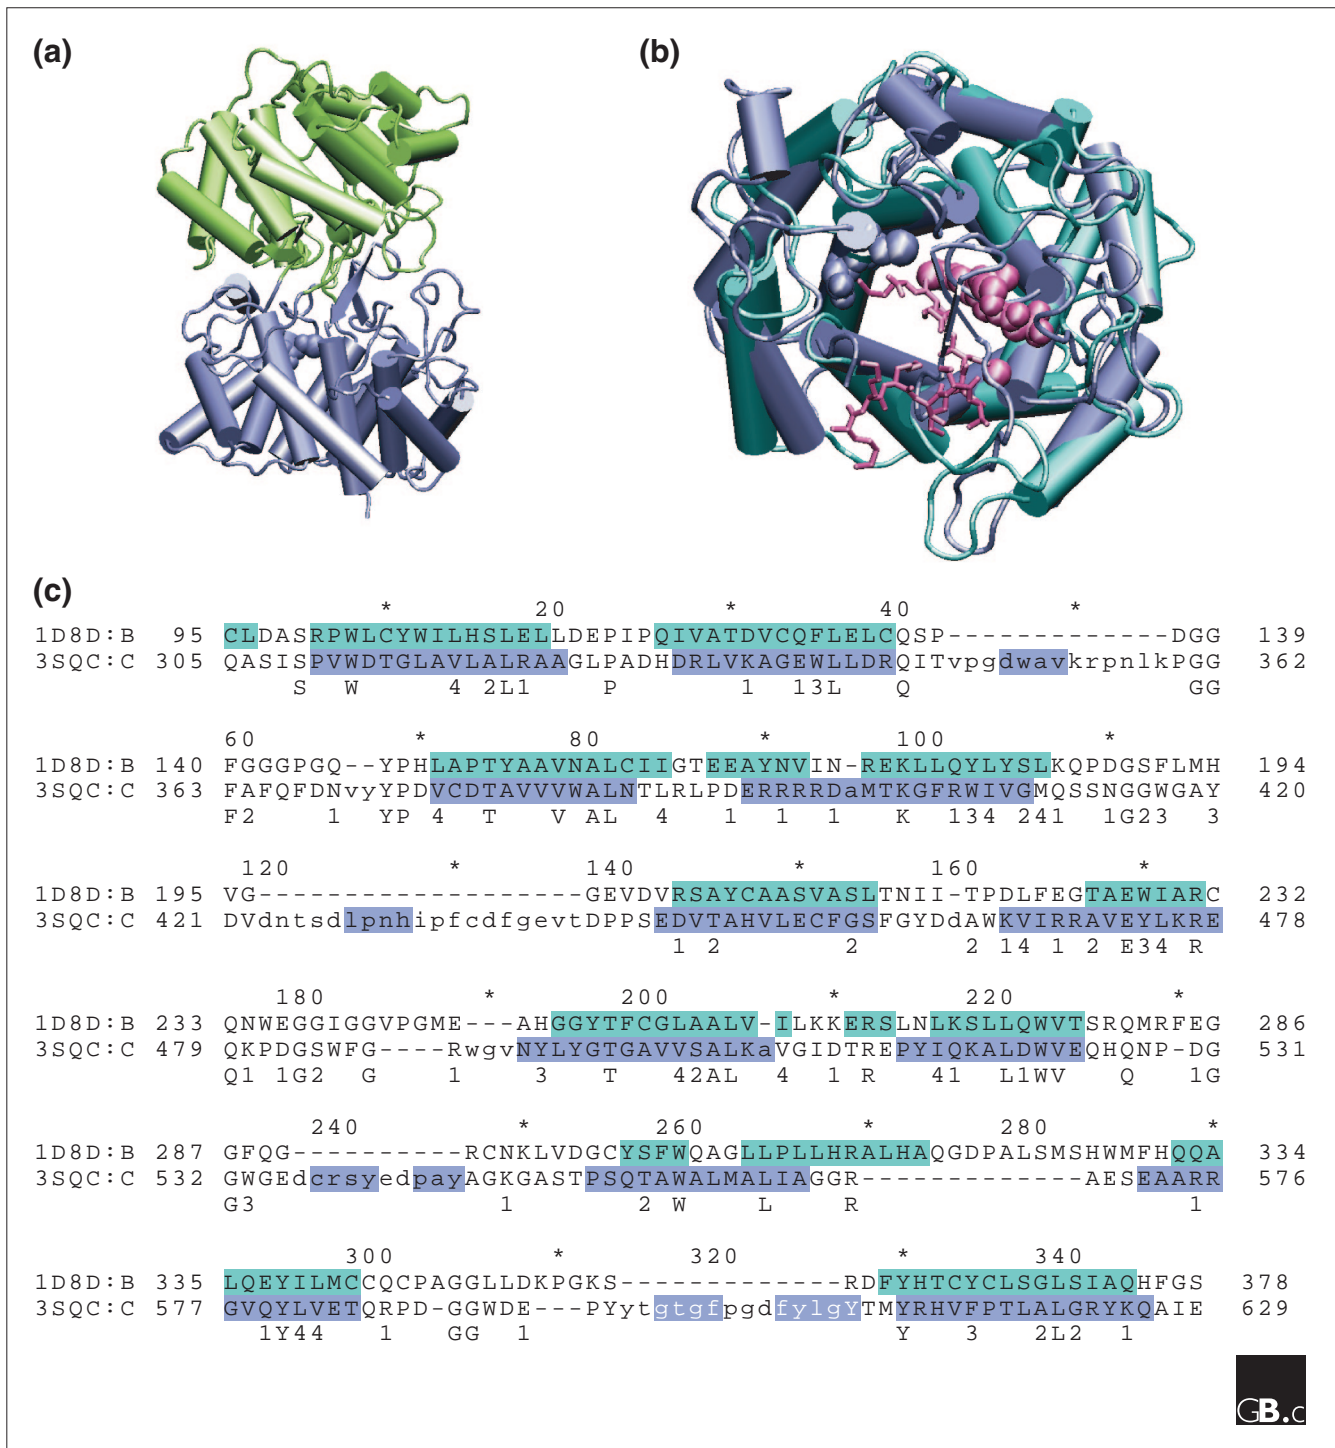 (a)
(b)
(c)
* 20 * 40 *
1D8D:B 95 CLDASRPWLCYWILHSLELLDEPIPQIVATDVCQFLELCQSP--------------DGG 139
3SQC:C 305 QASISPVWDTGLAVLALRAAGLPADHDRLVKAGEWLLDRQITvpgdwavkrpnlkPGG 362
S W 4 2L1 P 1 13L Q GG
60 * 80 * 100 *
1D8D:B 140 FGGGPGQ--YPHLAPTYAAVNALCIIGTEEAYNVIN-REKLLQYLYSLKQPDGSFLMH 194
3SQC:C 363 FAFQFDNvyYPDVCDTAVVVWALNTLRLPDERRRRDaMTKGFRWIVGMQSSNGGWGAY 420
F2 1 YP 4 T V AL 4 1 1 1 K 134 241 1G23 3
120 * 140 * 160 *
1D8D:B 195 VG-------------------GEVDVRSAYCAASVASLTNII-TPDLFEGTAEWIARC 232
3SQC:C 421 DVdntsdlpnhipfcdfgevtDPPSEDVTAHVLECFGSFGYDdAWKVIRRAVEYLKRE 478
1 2 2 2 14 1 2 E34 R
180 * 200 * 220 *
1D8D:B 233 QNWEGGIGGVPGME---AHGGYTFCGLAALV-ILKKERSLNLKSLLQWVTSRQMRFEG 286
3SQC:C 479 QKPDGSWFG----RwgvNYLYGTGAVVSALKaVGIDTREPYIQKALDWVEQHQNP-DG 531
Q1 1G2 G 1 3 T 42AL 4 1 R 41 L1WV Q 1G
240 * 260 * 280 *
1D8D:B 287 GFQG----------RCNKLVDGCYSFWQAGLLPLLHRALHAQGDPALSMSHWMFHQQA 334
3SQC:C 532 GWGEdcrsyedpayAGKGASTPSQTAWALMALIAGGR-------------AESEAARR 576
G3 1 2 W L R 1
300 * 320 * 340
1D8D:B 335 LQEYILMCCQCPAGGLLDKPGKS-------------RDFYHTCYCLSGLSIAQHFGS 378
3SQC:C 577 GVQYLVETQRPD-GGWDE---PYytgtgfpgdfylgYTMYRHVFPTLALGRYKQAIE 629
1Y44 1 GG 1 Y 3 2L2 1
GB.c